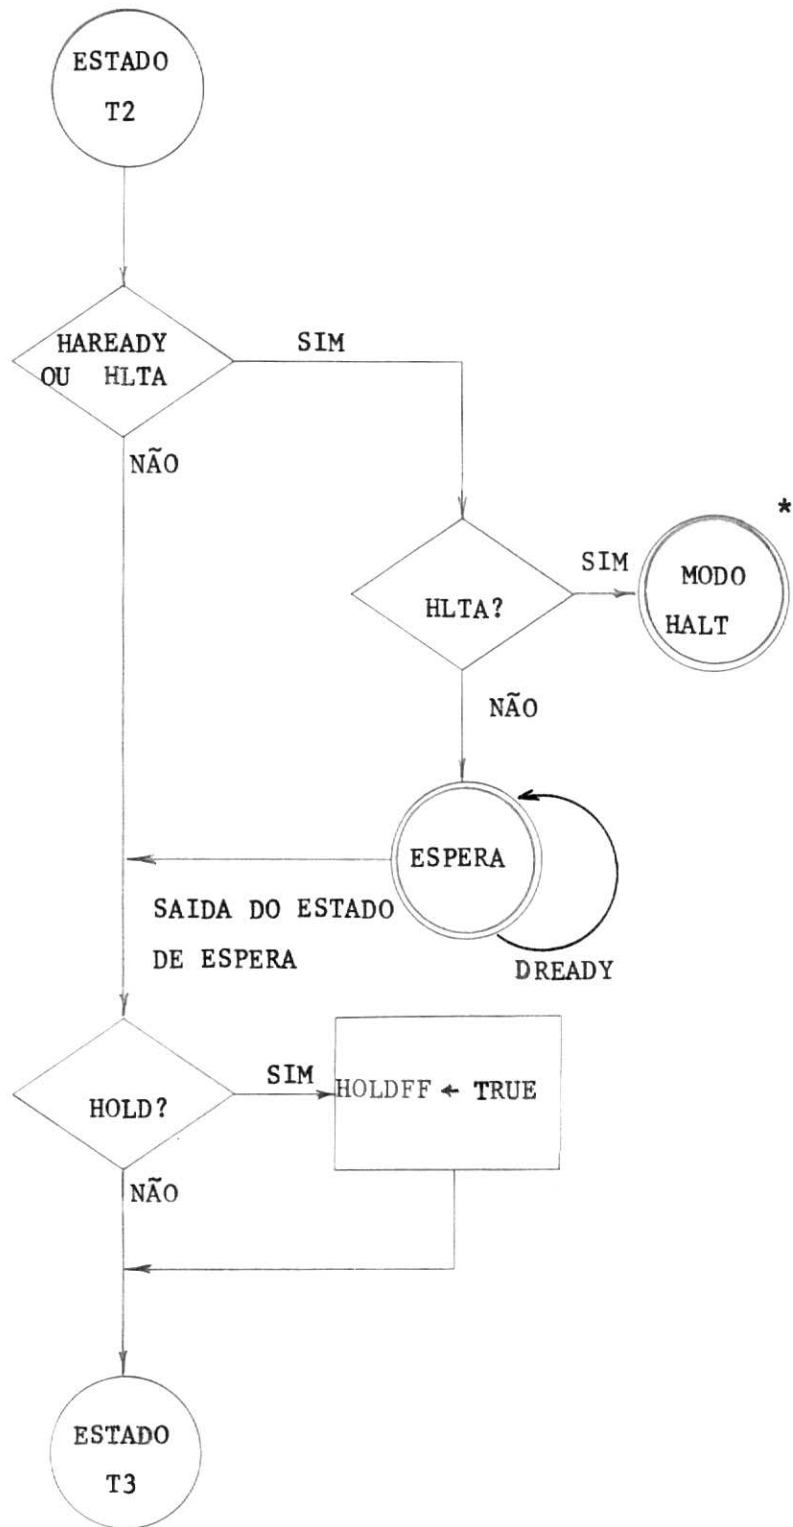 ESTADO
T2
HAREADY
OU HLTA
SIM
NÃO
*
SIM
MODO
HALT
HLTA?
NÃO
ESPERA
SAIDA DO ESTADO
DE ESPERA
DREADY
HOLD?
SIM
HOLDFF ← TRUE
NÃO
ESTADO
T3